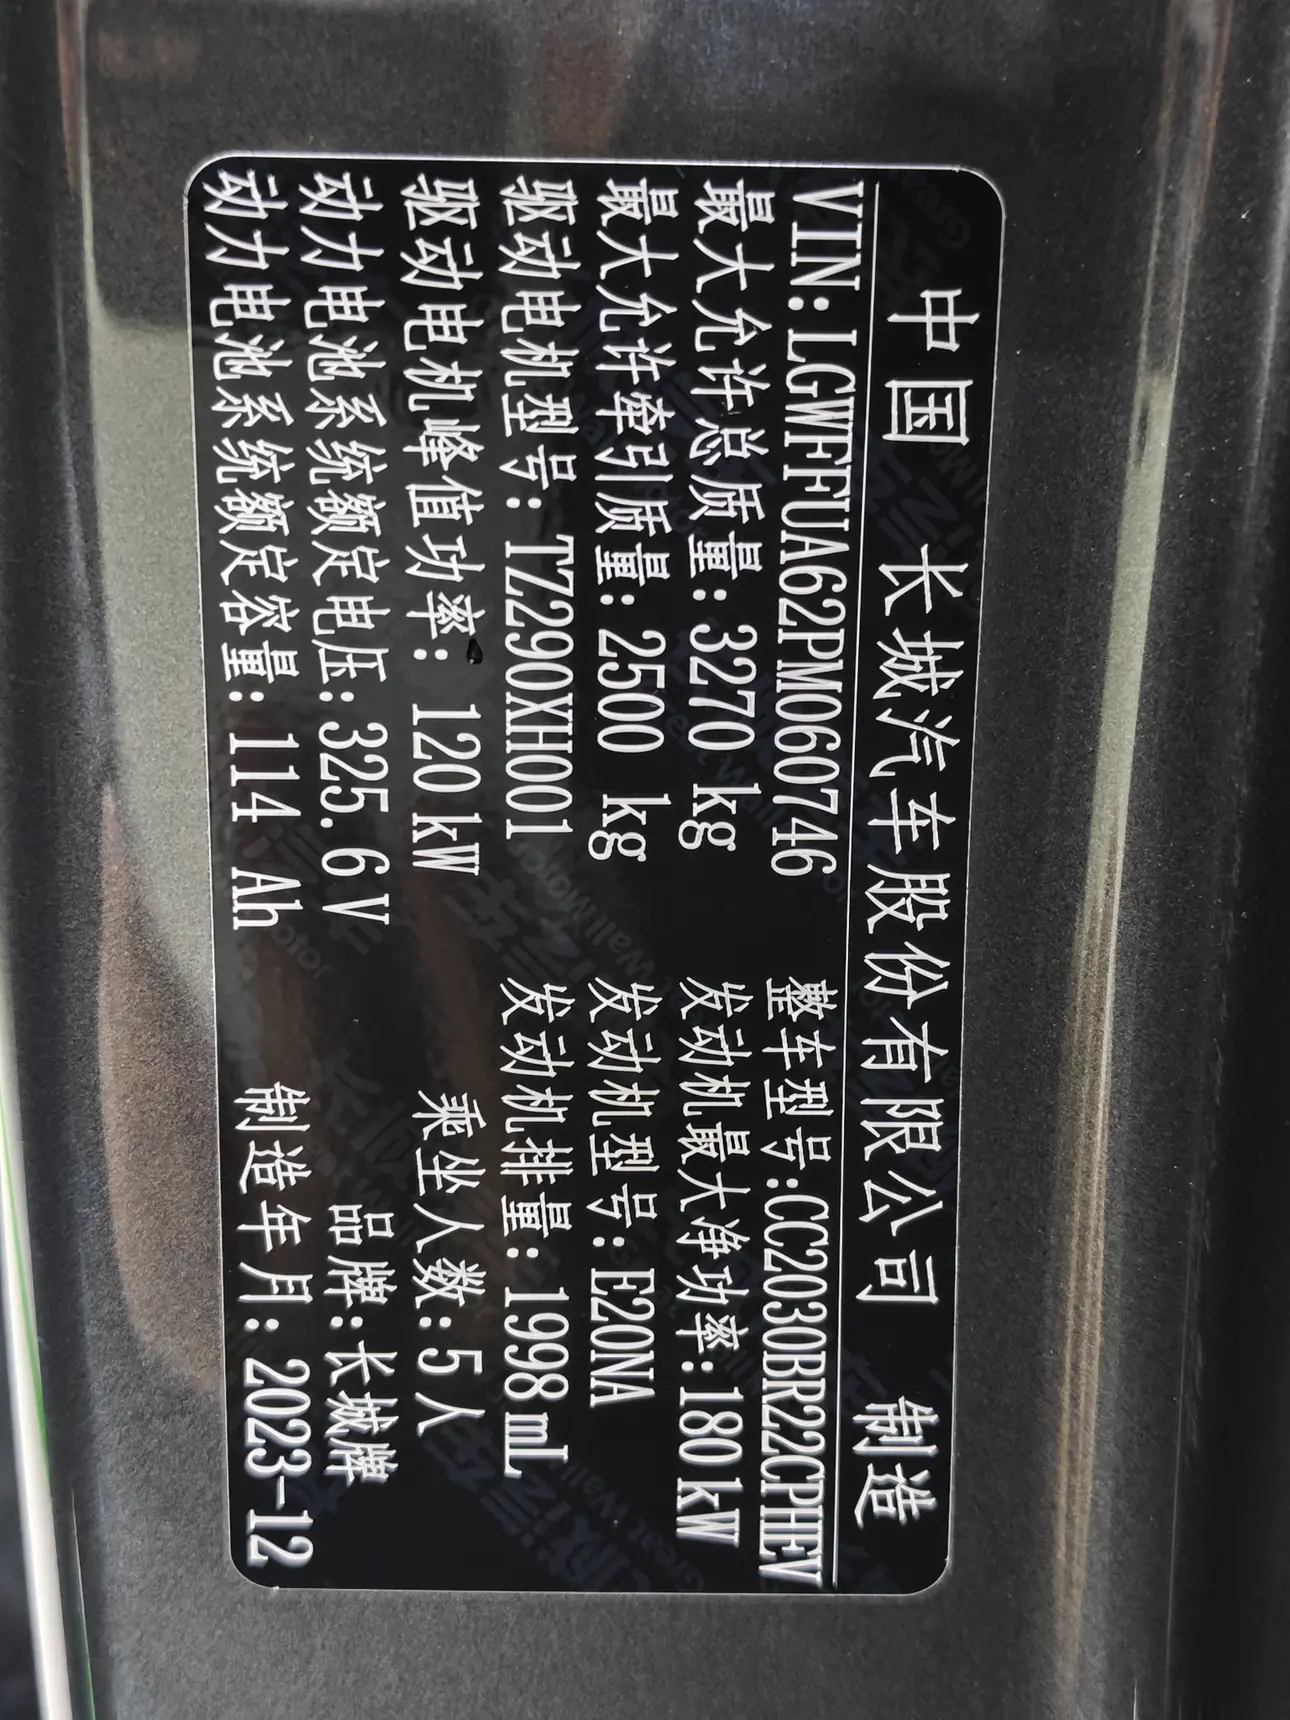 中国 长城汽车股份有限公司 制造
VIN:LGWFFUA62PM060746 整车型号:CC2030BR22CPHEV
最大允许总质量:3270 kg 发动机最大净功率:180 kW
最大允许牵引质量:2500 kg 发动机型号:E20NA
驱动电机型号:TZ290XH001 发动机排量:1998 mL
驱动电机峰值功率:120 kW 乘坐人数:5人
动力电池系统额定电压:325.6V 品牌:长城牌
动力电池系统额定容量:114 Ah 制造年月:2023-12